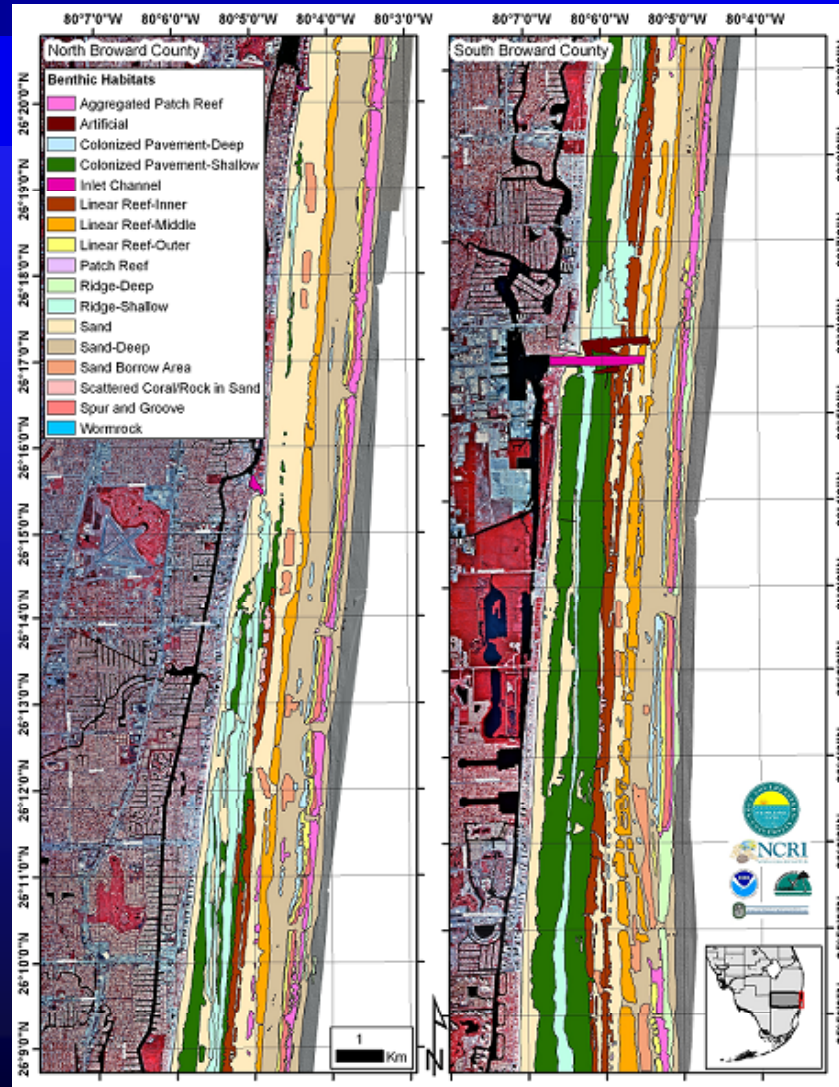 80°7'0"W 80°6'0"W 80°5'0"W 80°4'0"W 80°3'0"W
80°7'0"W 80°6'0"W 80°5'0"W 80°4'0"W
North Broward County
South Broward County
Benthic Habitats
Aggregated Patch Reef
Artificial
Colonized Pavement-Deep
Colonized Pavement-Shallow
Inlet Channel
Linear Reef-Inner
Linear Reef-Middle
Linear Reef-Outer
Patch Reef
Ridge-Deep
Ridge-Shallow
Sand
Sand-Deep
Sand Borrow Area
Scattered Coral/Rock in Sand
Spur and Groove
Wormrock
26°20'0"N
26°19'0"N
26°18'0"N
26°17'0"N
26°16'0"N
26°15'0"N
26°14'0"N
26°13'0"N
26°12'0"N
26°11'0"N
26°10'0"N
26°9'0"N
NCRI
1
Km
N